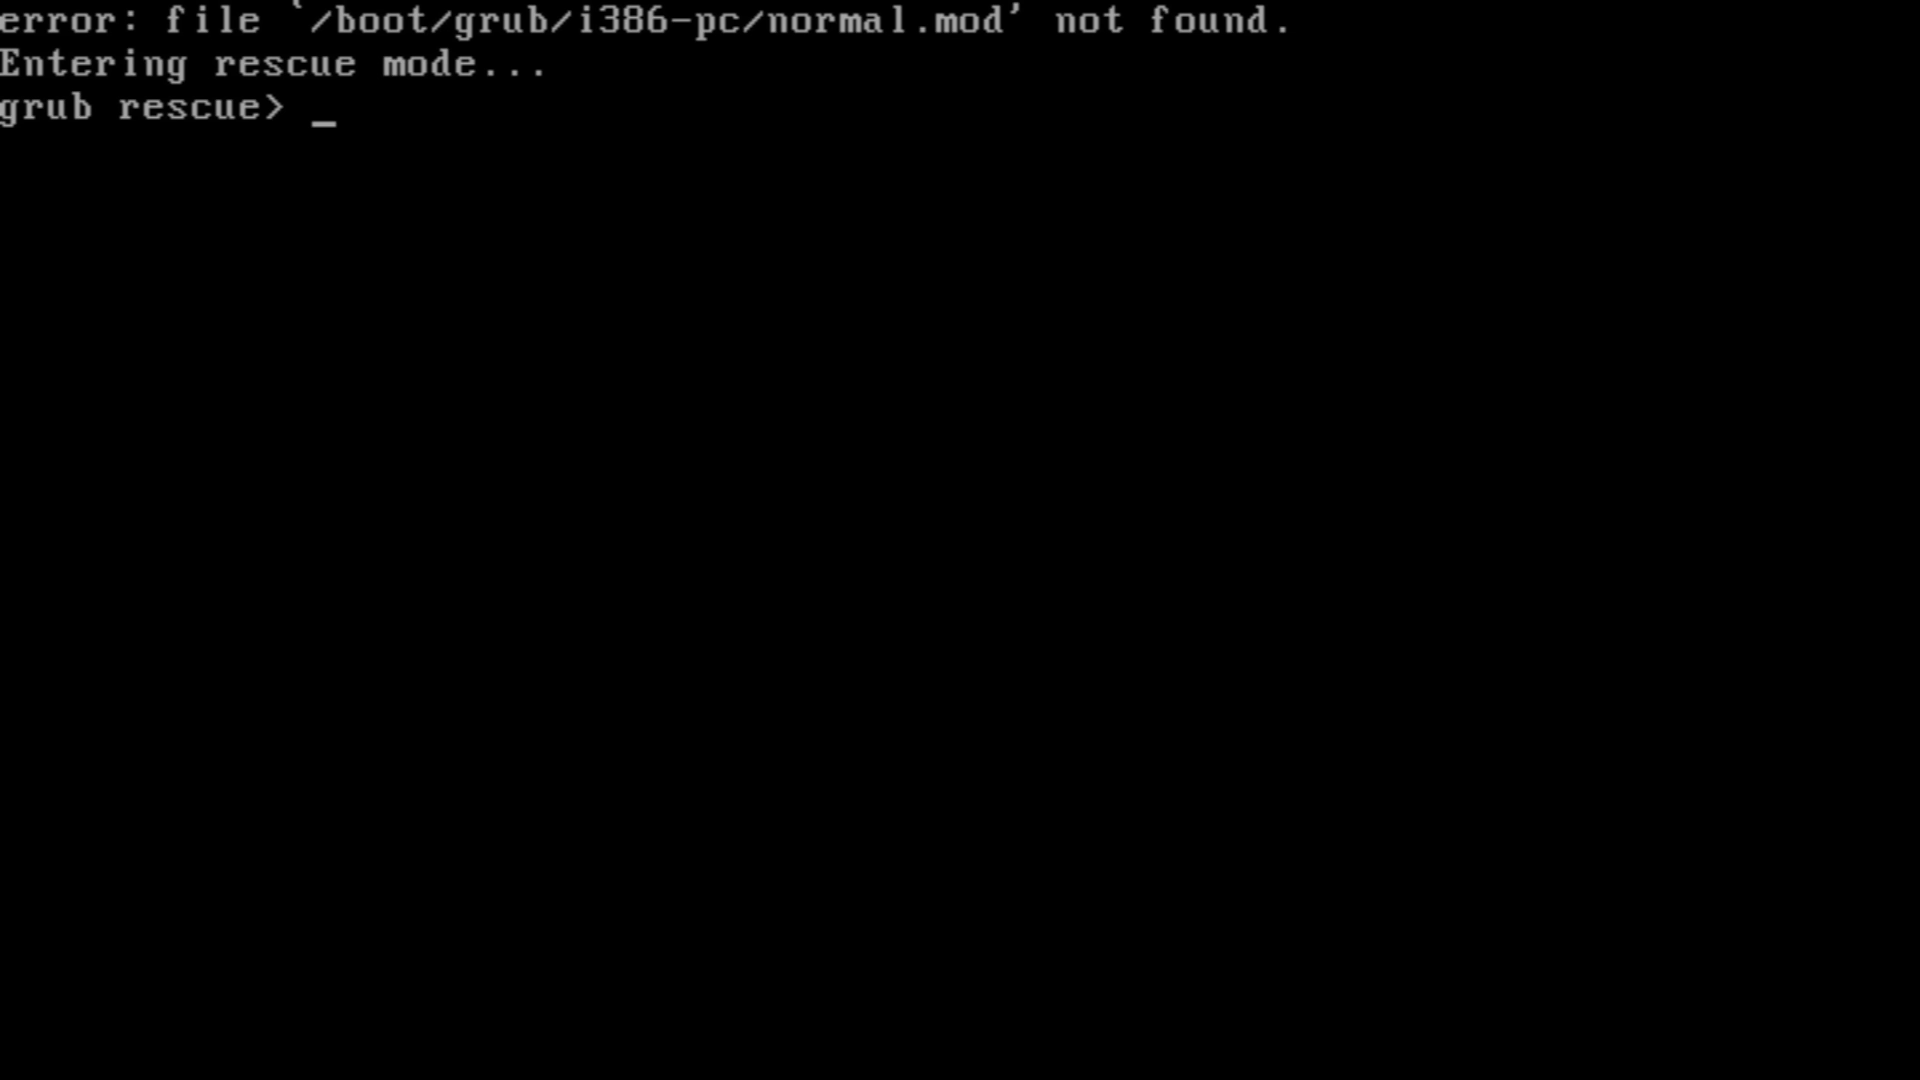 error: file `/boot/grub/i386-pc/normal.mod' not found.
Entering rescue mode...
grub rescue> _